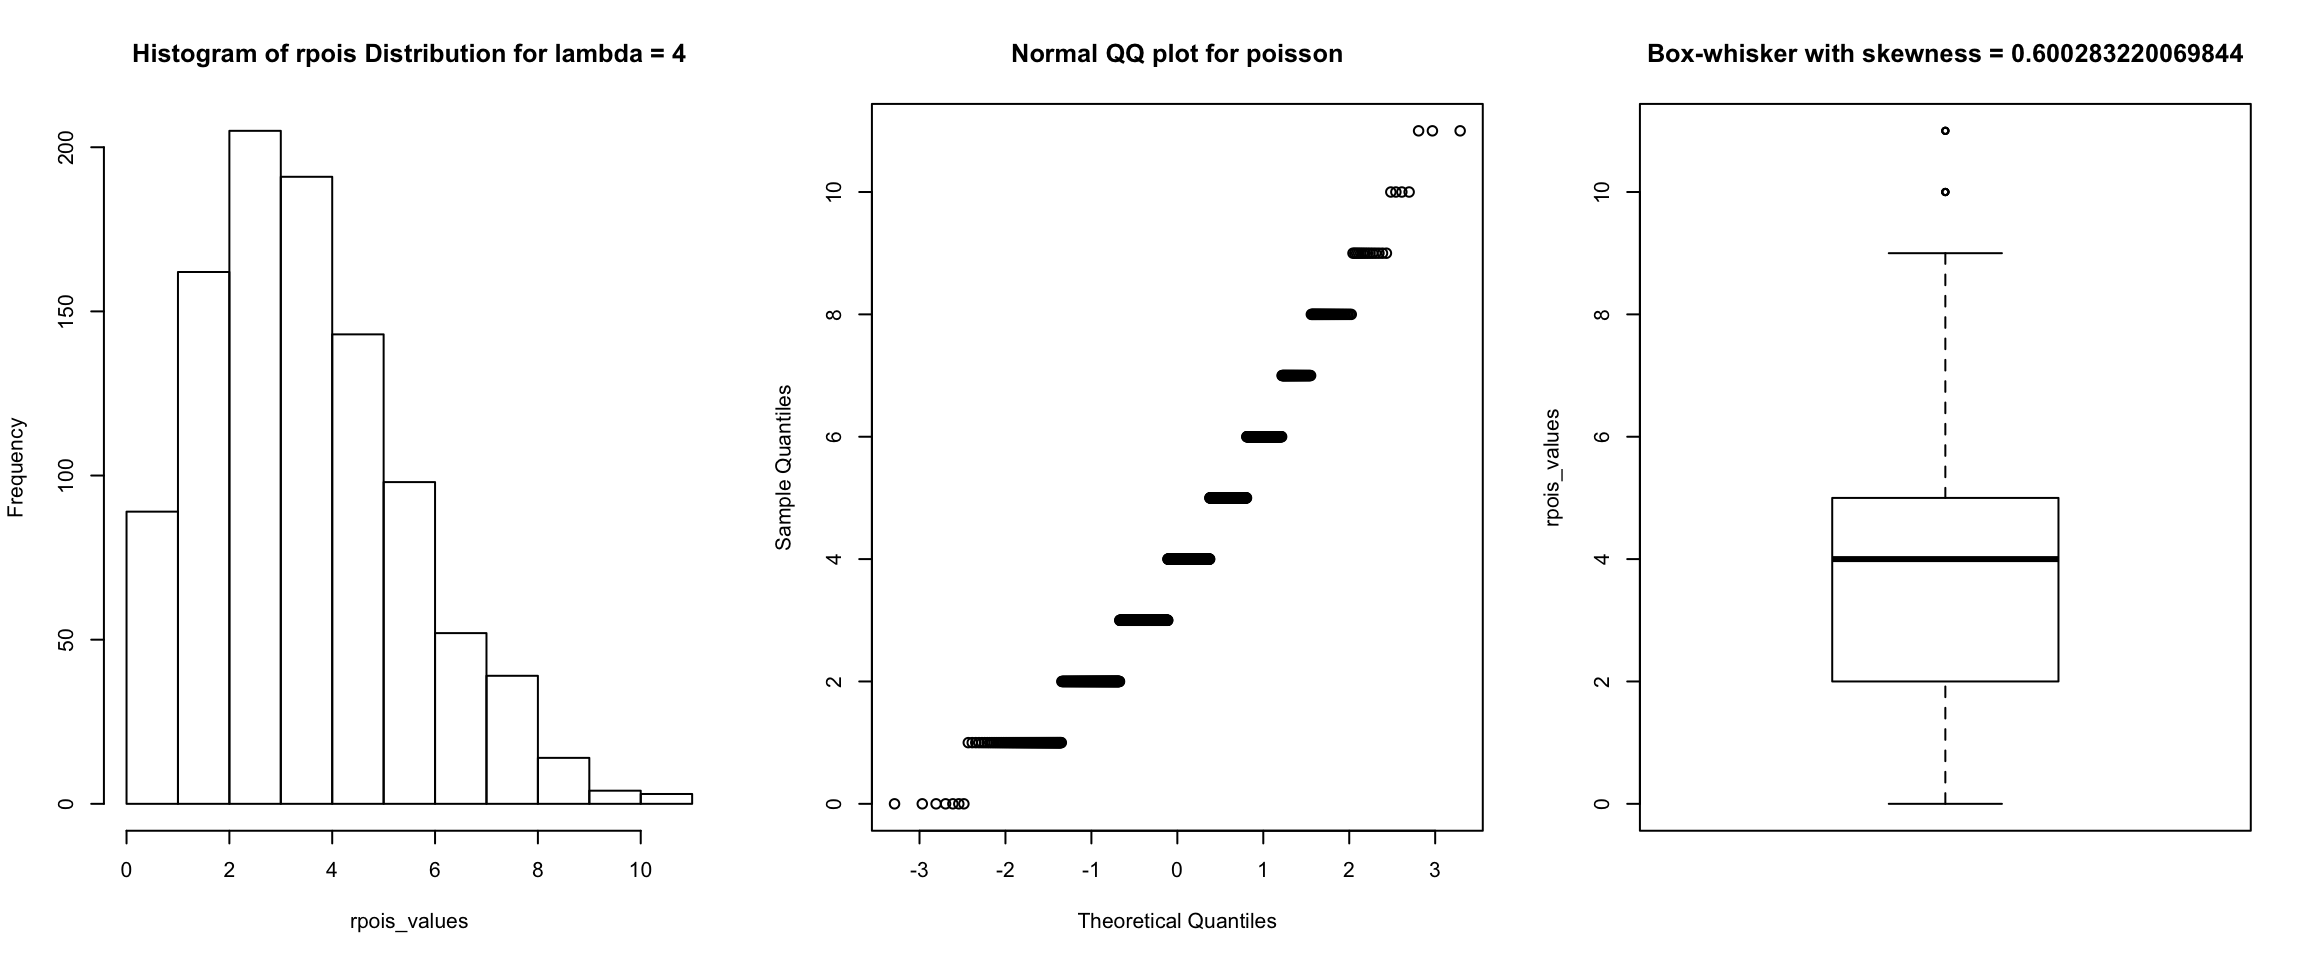 Histogram of rpois Distribution for lambda = 4
Frequency
200
150
100
50
0
0 2 4 6 8 10
rpois_values
Normal QQ plot for poisson
Sample Quantiles
10
8
6
4
2
0
-3 -2 -1 0 1 2 3
Theoretical Quantiles
Box-whisker with skewness = 0.600283220069844
rpois_values
10
8
6
4
2
0